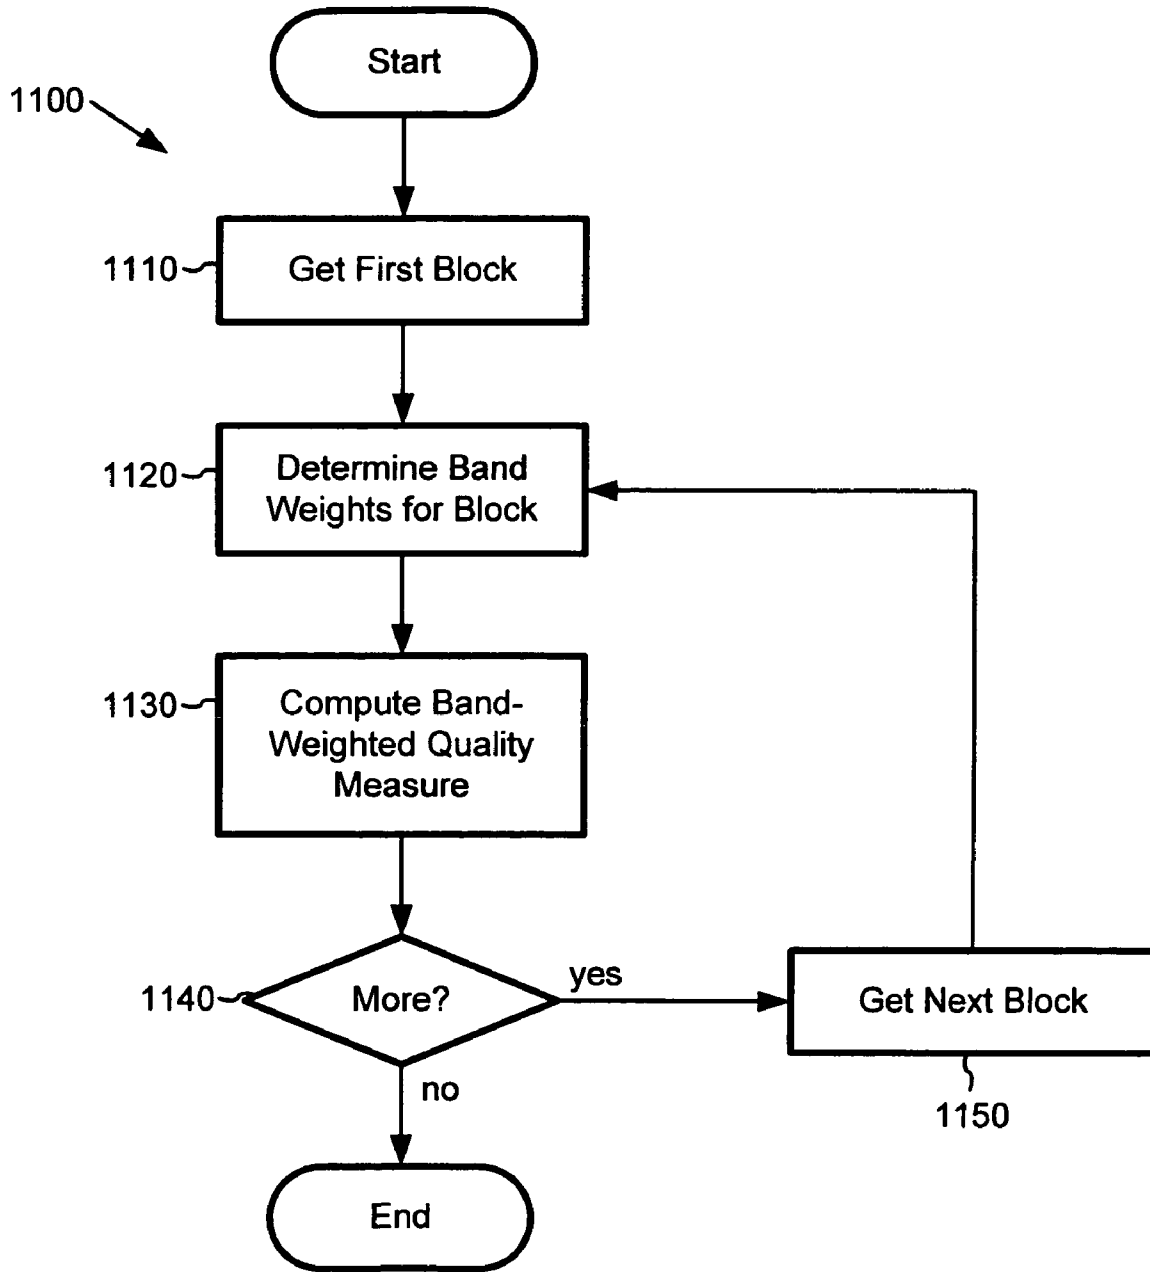 Start
1100
1110
Get First Block
1120
Determine Band
Weights for Block
1130
Compute Band-
Weighted Quality
Measure
1140
More?
yes
Get Next Block
1150
no
End